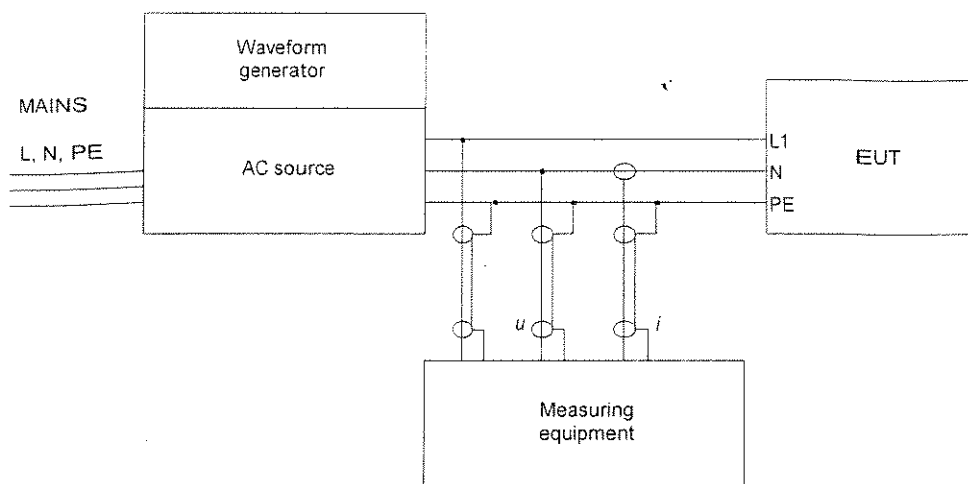 Waveform
generator
MAINS
L, N, PE
AC source
L1
N
PE
EUT
u
i
Measuring
equipment